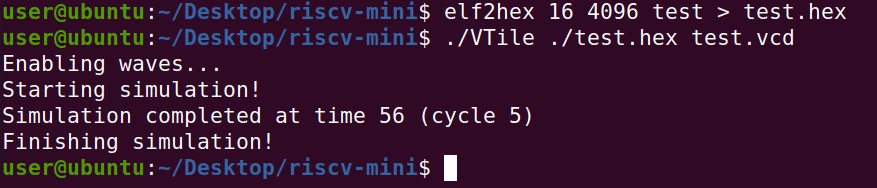 user@ubuntu:~/Desktop/riscv-mini$ elf2hex 16 4096 test > test.hex
user@ubuntu:~/Desktop/riscv-mini$ ./VTile ./test.hex test.vcd
Enabling waves...
Starting simulation!
Simulation completed at time 56 (cycle 5)
Finishing simulation!
user@ubuntu:~/Desktop/riscv-mini$